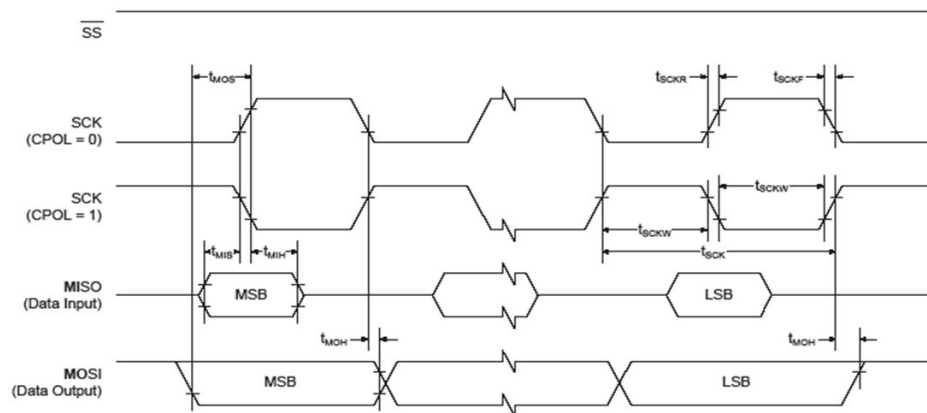 SS
tMOS
tSCKR
tSCKF
SCK
(CPOL = 0)
SCK
(CPOL = 1)
tSCKW
tSCKW
tMIS
tMIH
tSCK
MISO
(Data Input)
MSB
LSB
tMOH
tMOH
MOSI
(Data Output)
MSB
LSB